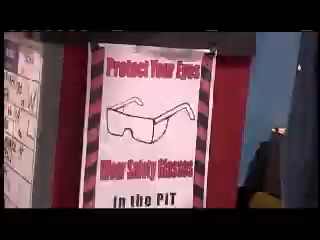 Protect Your Eyes
Wear Safety Glasses
in the PIT